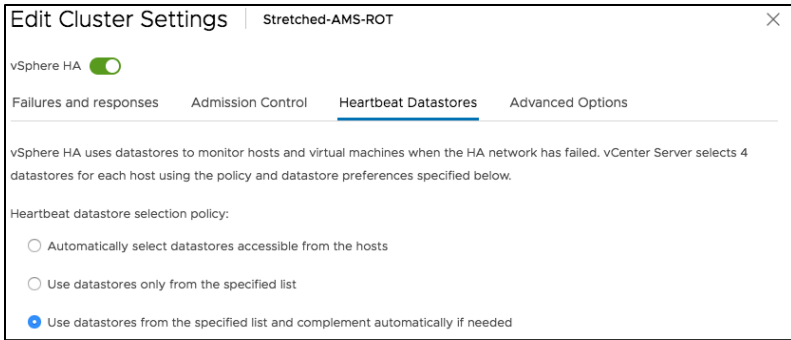 Edit Cluster Settings Stretched-AMS-ROT
vSphere HA
Failures and responses Admission Control Heartbeat Datastores Advanced Options
vSphere HA uses datastores to monitor hosts and virtual machines when the HA network has failed. vCenter Server selects 4
datastores for each host using the policy and datastore preferences specified below.
Heartbeat datastore selection policy:
Automatically select datastores accessible from the hosts
Use datastores only from the specified list
Use datastores from the specified list and complement automatically if needed